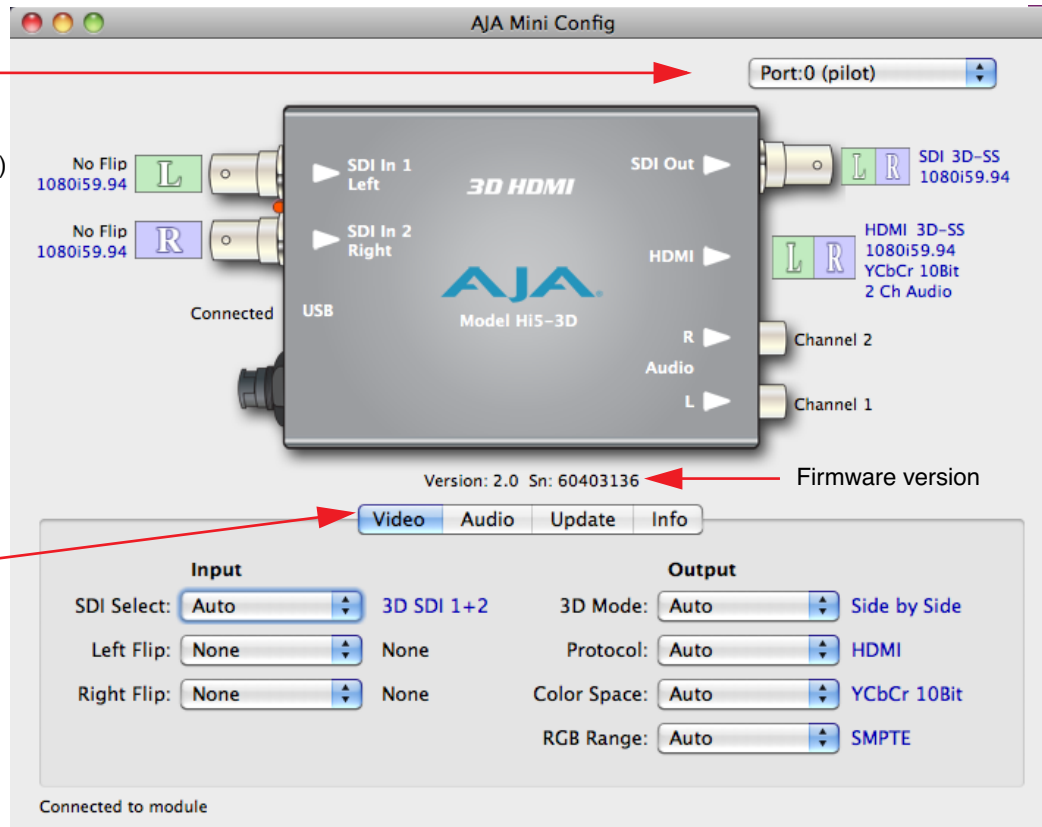 AJA Mini Config
Port:0 (pilot)
)
No Flip
1080i59.94
L
SDI In 1
Left
3D HDMI
SDI Out
L R
SDI 3D-SS
1080i59.94
No Flip
1080i59.94
R
SDI In 2
Right
HDMI
L R
HDMI 3D-SS
1080i59.94
YCbCr 10Bit
2 Ch Audio
Connected
USB
AJA
Model Hi5-3D
R
Channel 2
Audio
L
Channel 1
Version: 2.0 Sn: 60403136
Firmware version
Video Audio Update Info
Input
SDI Select: Auto 3D SDI 1+2
Left Flip: None None
Right Flip: None None
Output
3D Mode: Auto Side by Side
Protocol: Auto HDMI
Color Space: Auto YCbCr 10Bit
RGB Range: Auto SMPTE
Connected to module